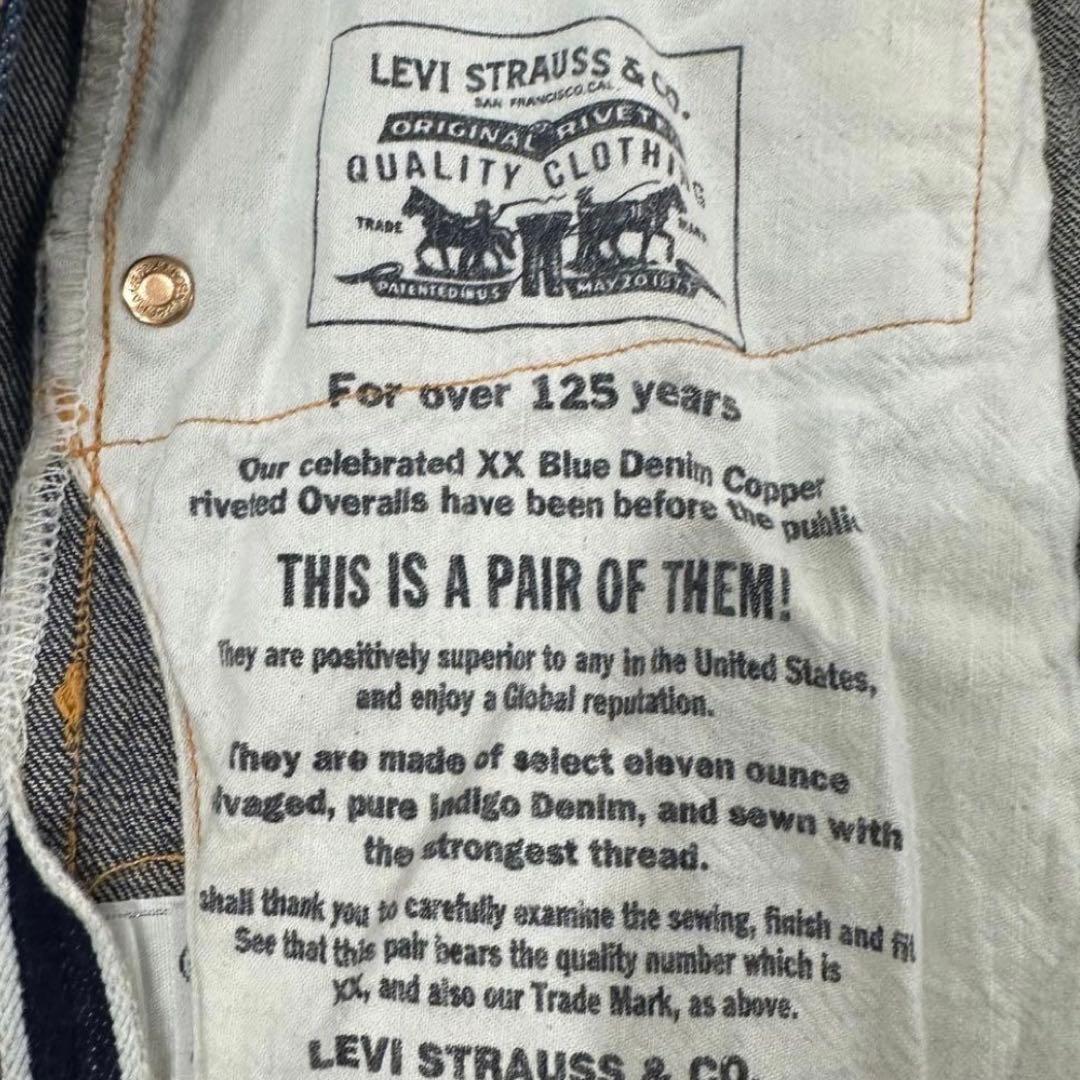 LEVI STRAUSS & CO.
SAN FRANCISCO, CAL.
ORIGINAL RIVETED
QUALITY CLOTHING
TRADE MARK
PATENTED IN U.S. MAY 20 1873
For over 125 years
Our celebrated XX Blue Denim Copper
riveted Overalls have been before the public
THIS IS A PAIR OF THEM!
They are positively superior to any in the United States,
and enjoy a Global reputation.
They are made of select eleven ounce
lvaged, pure Indigo Denim, and sewn with
the strongest thread.
shall thank you to carefully examine the sewing, finish and fit
See that this pair bears the quality number which is
XX, and also our Trade Mark, as above.
LEVI STRAUSS & CO.